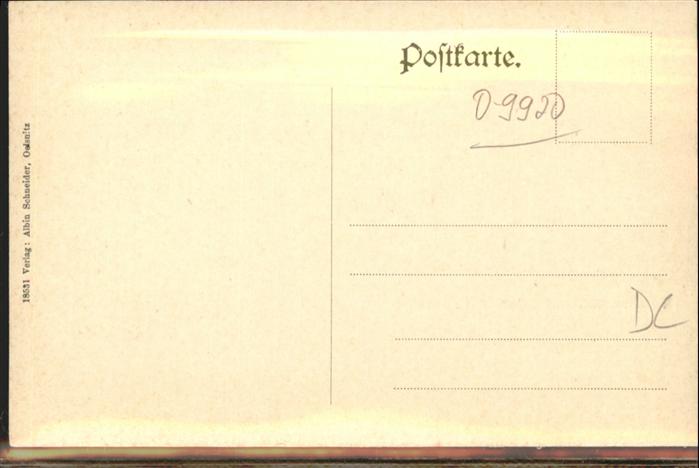 Poſtkarte.
D-9920
DC
18531 Verlag: Albin Schneider, Oelsnitz